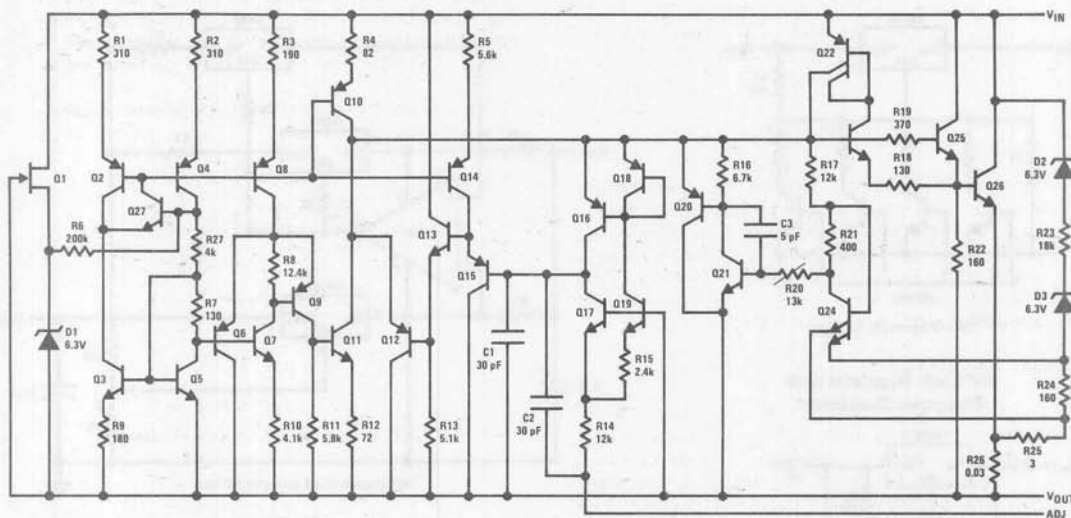 VIN
R1
310
R2
310
R3
190
R4
82
R5
5.6k
Q22
Q10
R19
370
Q25
R18
130
D2
6.3V
Q1
Q2
Q4
Q8
Q14
Q18
R16
6.7k
R17
12k
Q26
Q27
Q16
Q20
R6
200k
R27
4k
Q13
C3
5 pF
R21
400
R22
160
R23
18k
R8
12.4k
Q15
Q21
R20
13k
Q9
Q17
Q19
Q24
D3
6.3V
R7
130
D1
6.3V
Q6
Q7
Q11
Q12
C1
30 pF
R15
2.4k
Q3
Q5
C2
30 pF
R24
160
R9
180
R10
4.1k
R11
5.8k
R12
72
R13
5.1k
R14
12k
R25
3
R26
0.03
VOUT
ADJ